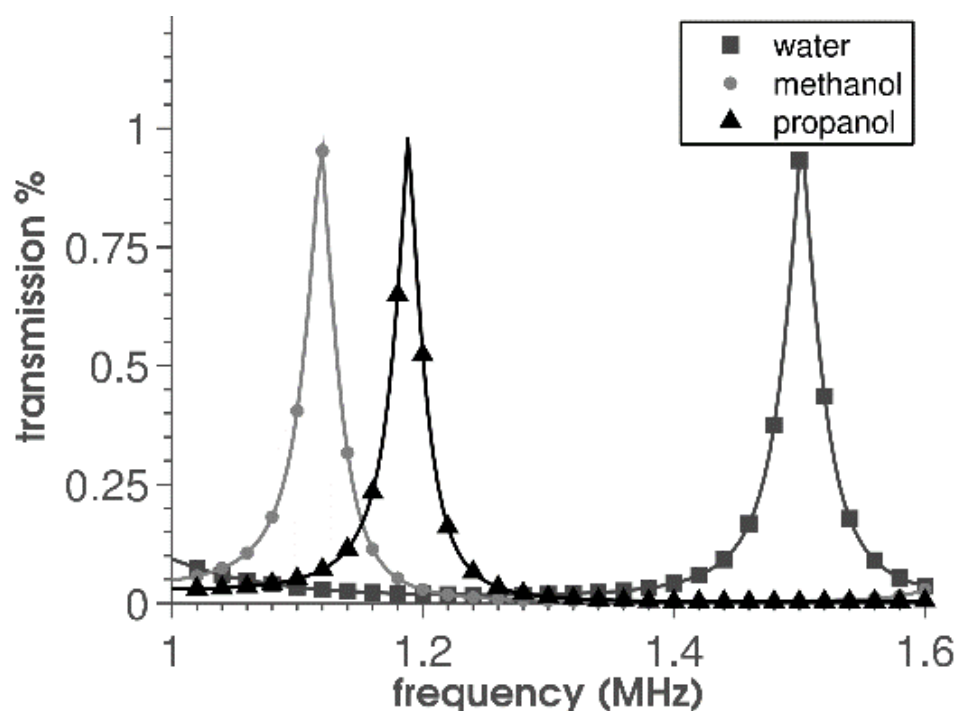 water
methanol
propanol
1
0.75
0.5
0.25
0
transmission %
1 1.2 1.4 1.6
frequency (MHz)